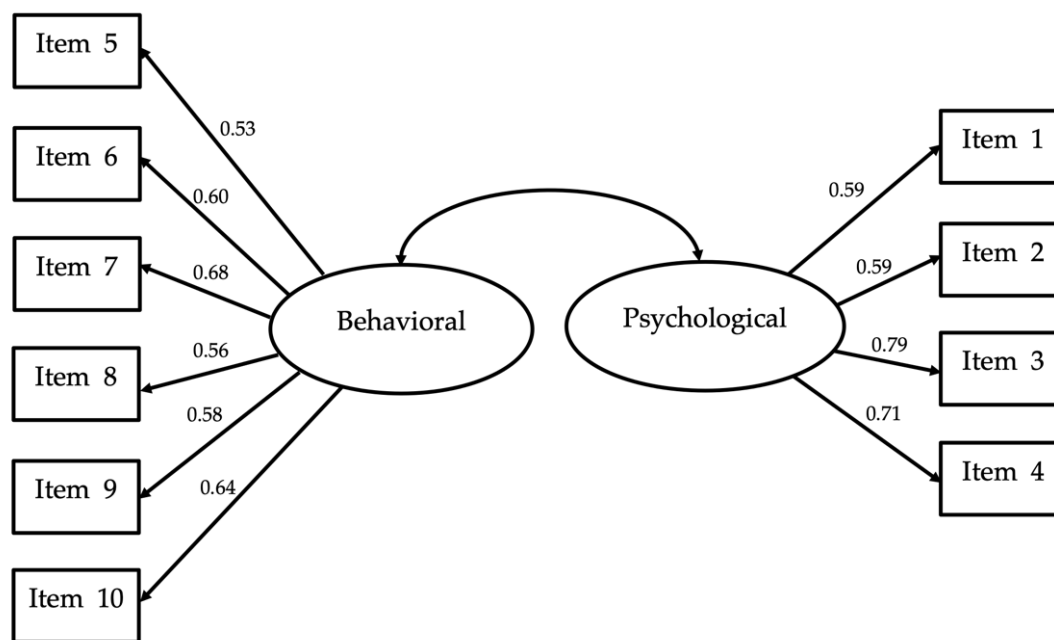 Item 5
0.53
Item 6
0.60
Item 7
0.68
Item 8
0.56
Item 9
0.58
Item 10
0.64
Behavioral
Psychological
0.59
Item 1
0.59
Item 2
0.79
Item 3
0.71
Item 4